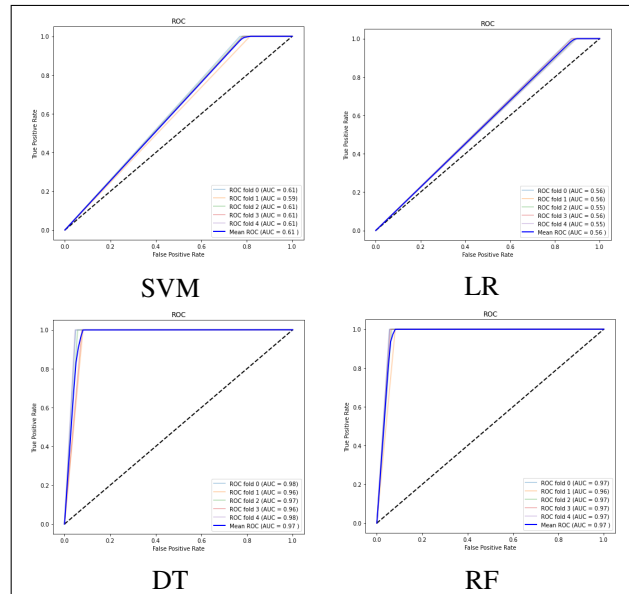 ROC
1.0
0.8
0.6
0.4
0.2
0.0
True Positive Rate
ROC fold 0 (AUC = 0.61)
ROC fold 1 (AUC = 0.59)
ROC fold 2 (AUC = 0.61)
ROC fold 3 (AUC = 0.61)
ROC fold 4 (AUC = 0.61)
Mean ROC (AUC = 0.61 )
0.0 0.2 0.4 0.6 0.8 1.0
False Positive Rate
SVM
ROC
1.0
0.8
0.6
0.4
0.2
0.0
True Positive Rate
ROC fold 0 (AUC = 0.56)
ROC fold 1 (AUC = 0.56)
ROC fold 2 (AUC = 0.55)
ROC fold 3 (AUC = 0.56)
ROC fold 4 (AUC = 0.55)
Mean ROC (AUC = 0.56 )
0.0 0.2 0.4 0.6 0.8 1.0
False Positive Rate
LR
ROC
1.0
0.8
0.6
0.4
0.2
0.0
True Positive Rate
ROC fold 0 (AUC = 0.98)
ROC fold 1 (AUC = 0.96)
ROC fold 2 (AUC = 0.97)
ROC fold 3 (AUC = 0.96)
ROC fold 4 (AUC = 0.98)
Mean ROC (AUC = 0.97 )
0.0 0.2 0.4 0.6 0.8 1.0
False Positive Rate
DT
ROC
1.0
0.8
0.6
0.4
0.2
0.0
True Positive Rate
ROC fold 0 (AUC = 0.97)
ROC fold 1 (AUC = 0.96)
ROC fold 2 (AUC = 0.97)
ROC fold 3 (AUC = 0.97)
ROC fold 4 (AUC = 0.97)
Mean ROC (AUC = 0.97 )
0.0 0.2 0.4 0.6 0.8 1.0
False Positive Rate
RF